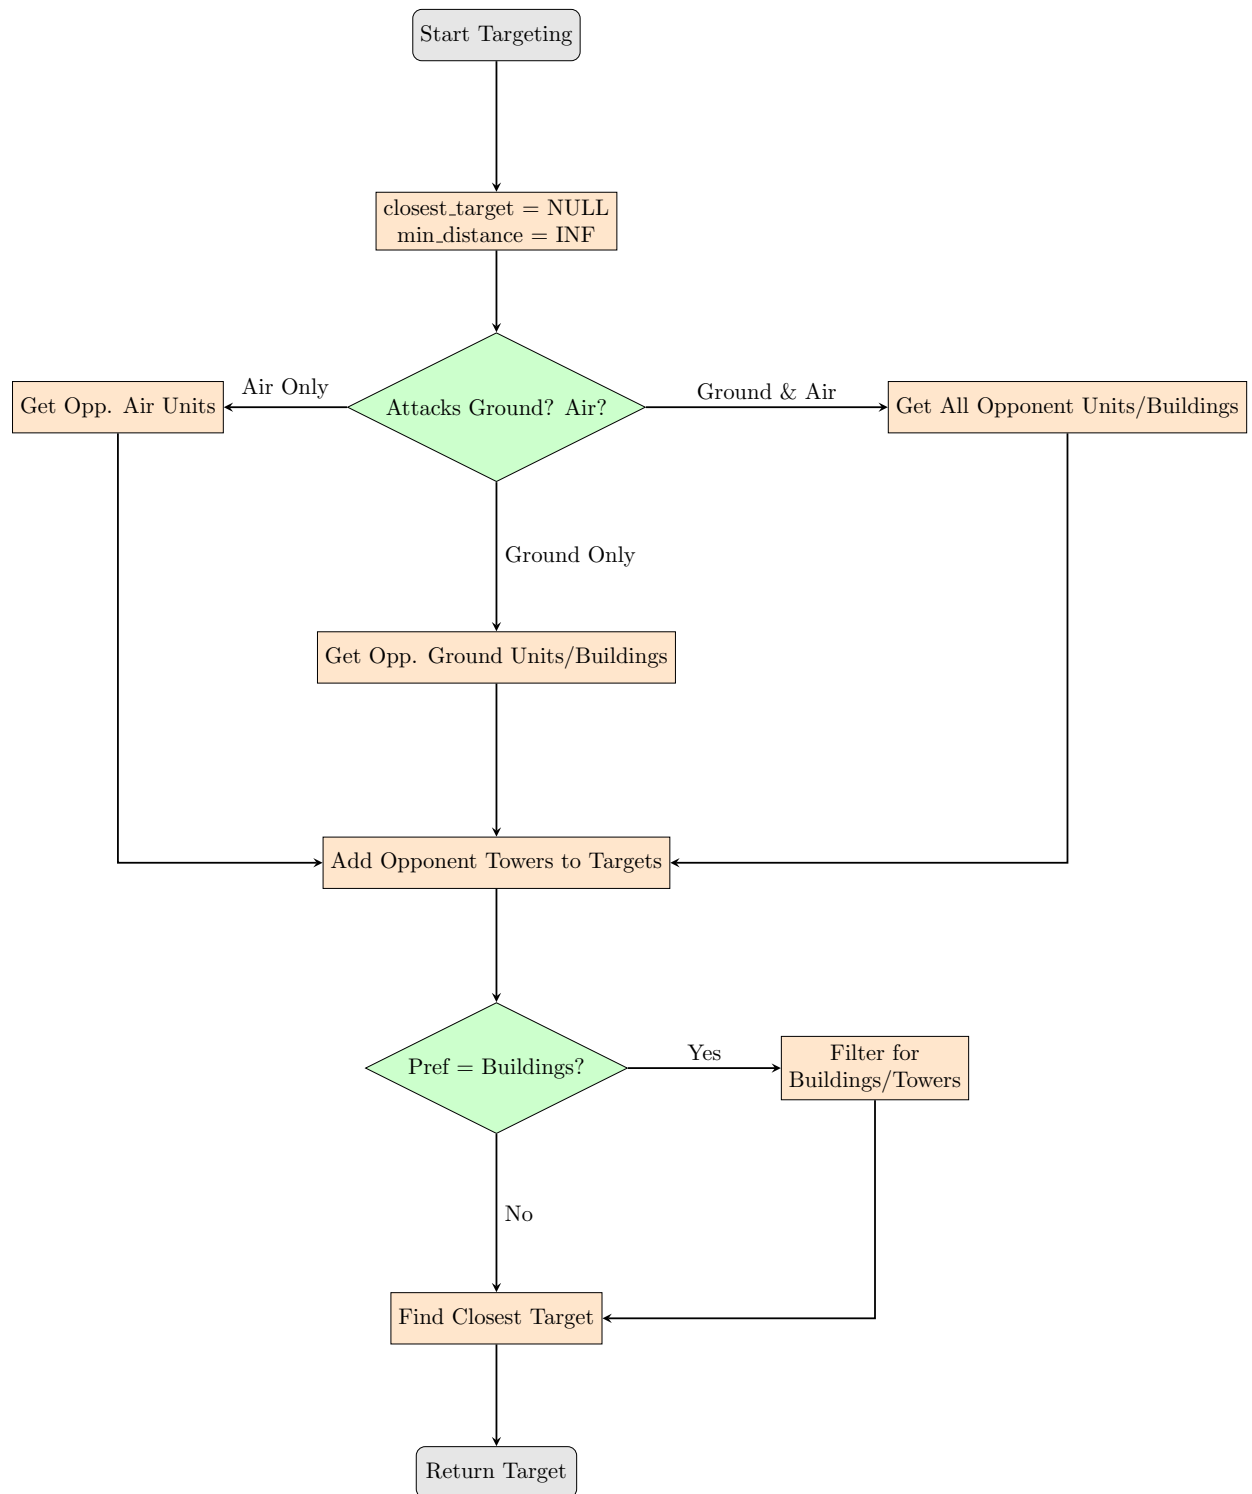 Start Targeting
closest_target = NULL
min_distance = INF
Air Only
Get Opp. Air Units
Attacks Ground? Air?
Ground & Air
Get All Opponent Units/Buildings
Ground Only
Get Opp. Ground Units/Buildings
Add Opponent Towers to Targets
Pref = Buildings?
Yes
Filter for
Buildings/Towers
No
Find Closest Target
Return Target